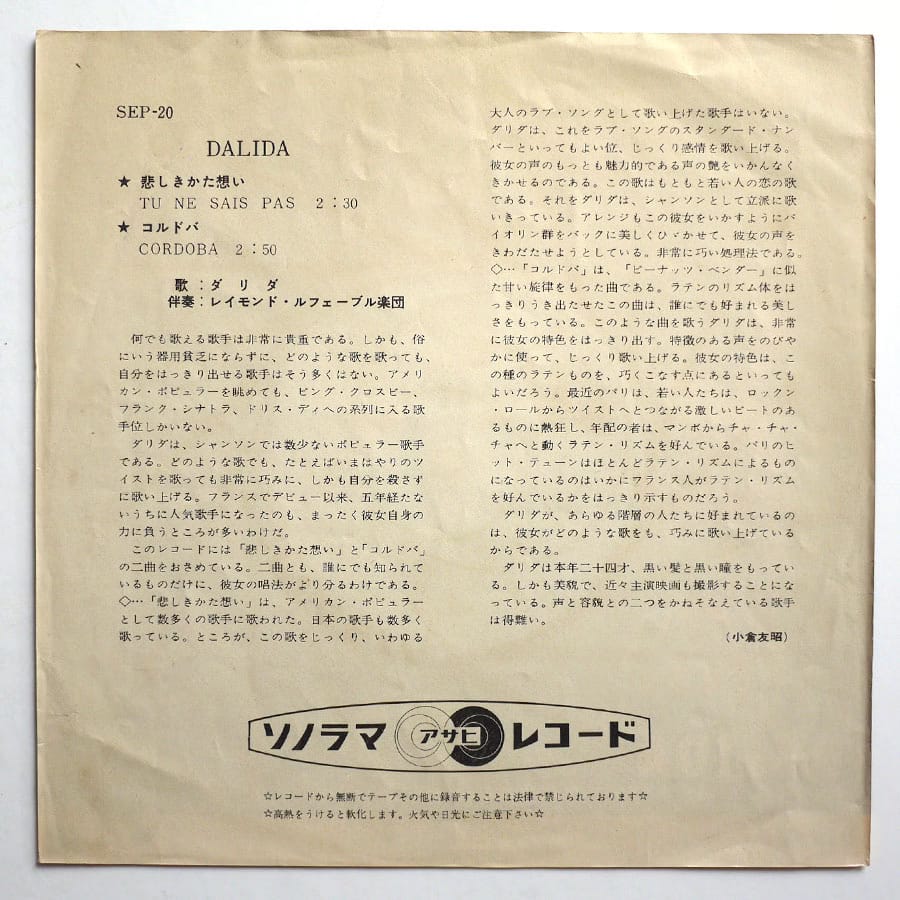 SEP-20
DALIDA
★ 悲しきかた想い
TU NE SAIS PAS 2：30
★ コルドバ
CORDOBA 2：50
歌：ダリダ
伴奏：レイモンド・ルフェーブル楽団
何でも歌える歌手は非常に貴重である。しかも、俗
にいう器用貧乏にならずに、どのような歌を歌っても、
自分をはっきり出せる歌手はそう多くはない。アメリ
カン・ポピュラーを眺めても、ビング・クロスビー、
フランク・シナトラ、ドリス・ディへの系列に入る歌
手位しかいない。
ダリダは、シャンソンでは数少ないポピュラー歌手
である。どのような歌でも、たとえばいまはやりのツ
イストを歌っても非常に巧みに、しかも自分を殺さず
に歌い上げる。フランスでデビュー以来、五年経たな
いうちに人気歌手になったのも、まったく彼女自身の
力に負うところが多いわけだ。
このレコードには「悲しきかた想い」と「コルドバ」
の二曲をおさめている。二曲とも、誰にでも知られて
いるものだけに、彼女の唱法がより分るわけである。
◇…「悲しきかた想い」は、アメリカン・ポピュラー
として数多くの歌手に歌われた。日本の歌手も数多く
歌っている。ところが、この歌をじっくり、いわゆる
大人のラブ・ソングとして歌い上げた歌手はいない。
ダリダは、これをラブ・ソングのスタンダード・ナン
バーといってもよい位、じっくり感情を歌い上げる。
彼女の声のもっとも魅力的である声の艶をいかんなく
きかせるのである。この歌はもともと若い人の恋の歌
である。それをダリダは、シャンソンとして立派に歌
いきっている。アレンジもこの彼女をいかすようにバ
イオリン群をバックに美しくひゞかせて、彼女の声を
きわだたせようとしている。非常に巧い処理法である。
◇…「コルドバ」は、「ピーナッツ・ベンダー」に似
た甘い旋律をもった曲である。ラテンのリズム体をは
っきりうき出たせたこの曲は、誰にでも好まれる美し
さをもっている。このような曲を歌うダリダは、非常
に彼女の特色をはっきり出す。特徴のある声をのびや
かに使って、じっくり歌い上げる。彼女の特色は、こ
の種のラテンものを、巧くこなす点にあるといっても
よいだろう。最近のパリは、若い人たちは、ロックン
・ロールからツイストへとつながる激しいビートのあ
るものに熱狂し、年配の者は、マンボからチャ・チャ・
チャへと動くラテン・リズムを好んでいる。パリのヒ
ット・テューンはほとんどラテン・リズムによるもの
になっているのはいかにフランス人がラテン・リズム
を好んでいるかをはっきり示すものだろう。
ダリダが、あらゆる階層の人たちに好まれているの
は、彼女がどのような歌をも、巧みに歌い上げている
からである。
ダリダは本年二十四才、黒い髪と黒い瞳をもってい
る。しかも美貌で、近々主演映画も撮影することにな
っている。声と容貌との二つをかねそなえている歌手
は得難い。
（小倉友昭）
ソノラマ アサヒ レコード
☆レコードから無断でテープその他に録音することは法律で禁じられております☆
☆高熱をうけると軟化します。火気や日光にご注意下さい☆